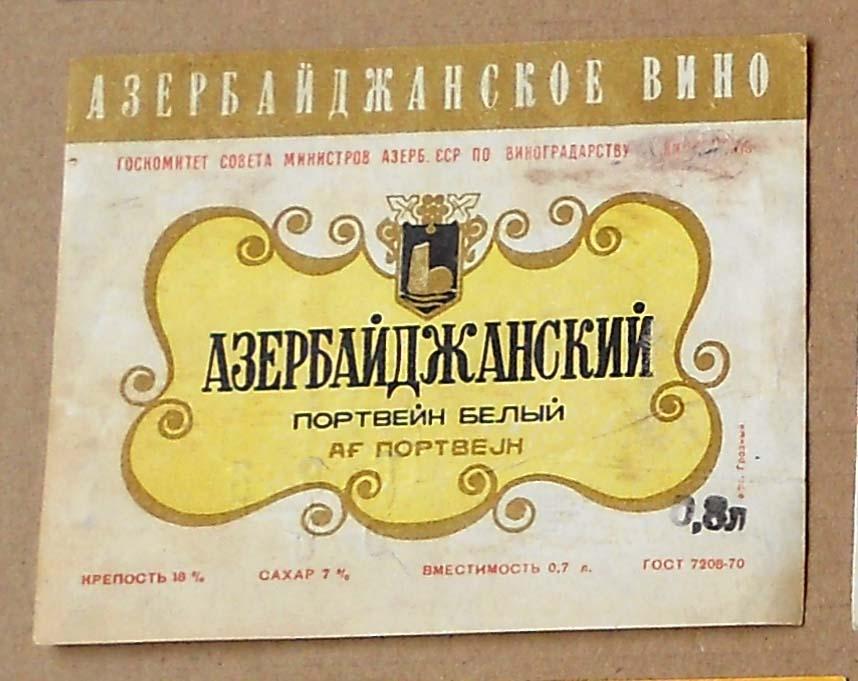 АЗЕРБАЙДЖАНСКОЕ ВИНО
ГОСКОМИТЕТ СОВЕТА МИНИСТРОВ АЗЕРБ. ССР ПО ВИНОГРАДАРСТВУ
АЗЕРБАЙДЖАНСКИЙ
ПОРТВЕЙН БЕЛЫЙ
АҒ ПОРТВЕЈН
г. Грозный
0,8л
КРЕПОСТЬ 18 % САХАР 7 % ВМЕСТИМОСТЬ 0,7 л. ГОСТ 7208-70